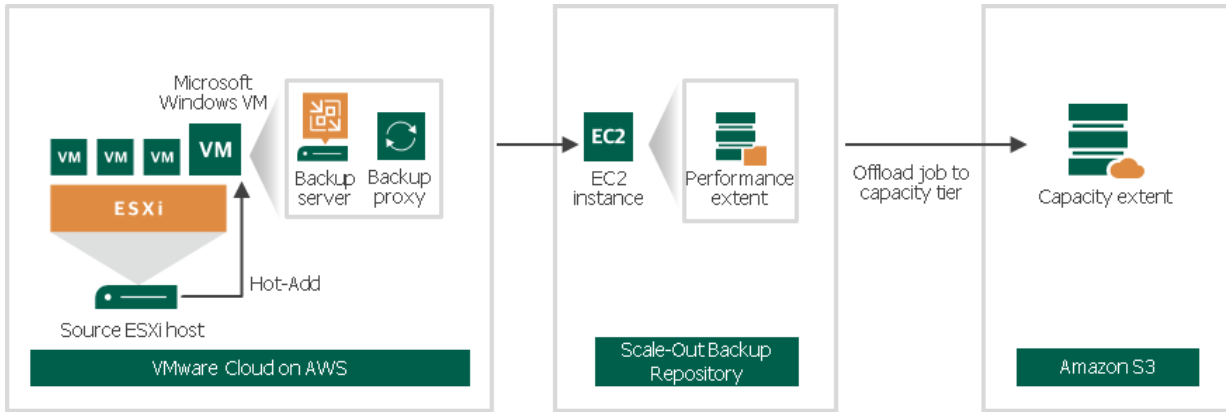 Microsoft
Windows VM
VM
VM
VM
VM
ESXi
Backup
server
Backup
proxy
Hot-Add
Source ESXi host
VMware Cloud on AWS
EC2
EC2
instance
Performance
extent
Scale-Out Backup
Repository
Offload job to
capacity tier
Capacity extent
Amazon S3